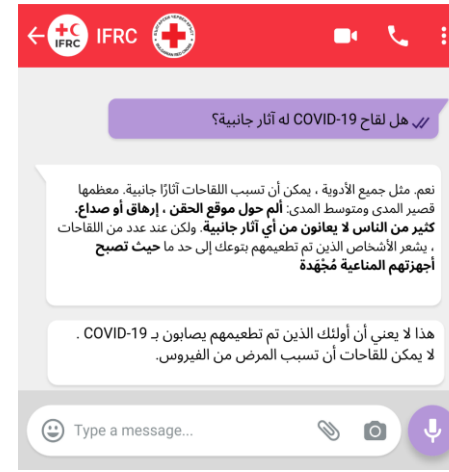 IFRC
IFRC
هل لقاح COVID-19 له آثار جانبية؟
نعم. مثل جميع الأدوية ، يمكن أن تسبب اللقاحات آثارًا جانبية. معظمها
قصير المدى ومتوسط المدى: ألم حول موقع الحقن ، إرهاق أو صداع.
كثير من الناس لا يعانون من أي آثار جانبية. ولكن عند عدد من اللقاحات
، يشعر الأشخاص الذين تم تطعيمهم بتوعك إلى حد ما حيث تصبح
أجهزتهم المناعية مُجْهَدة
هذا لا يعني أن أولئك الذين تم تطعيمهم يصابون بـ COVID-19 .
لا يمكن للقاحات أن تسبب المرض من الفيروس.
Type a message...